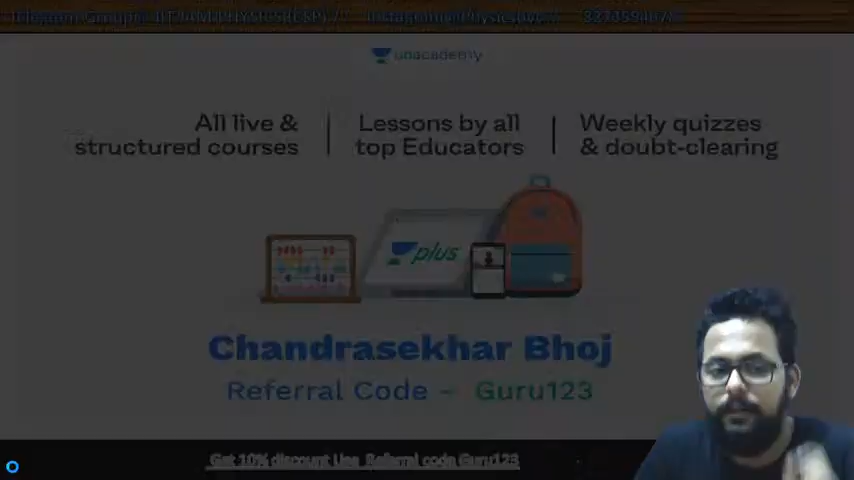 unacademy
All live &
structured courses
Lessons by all
top Educators
Weekly quizzes
& doubt-clearing
plus
Chandrasekhar Bhoj
Referral Code - Guru123
Get 10% discount Use Referral code Guru123